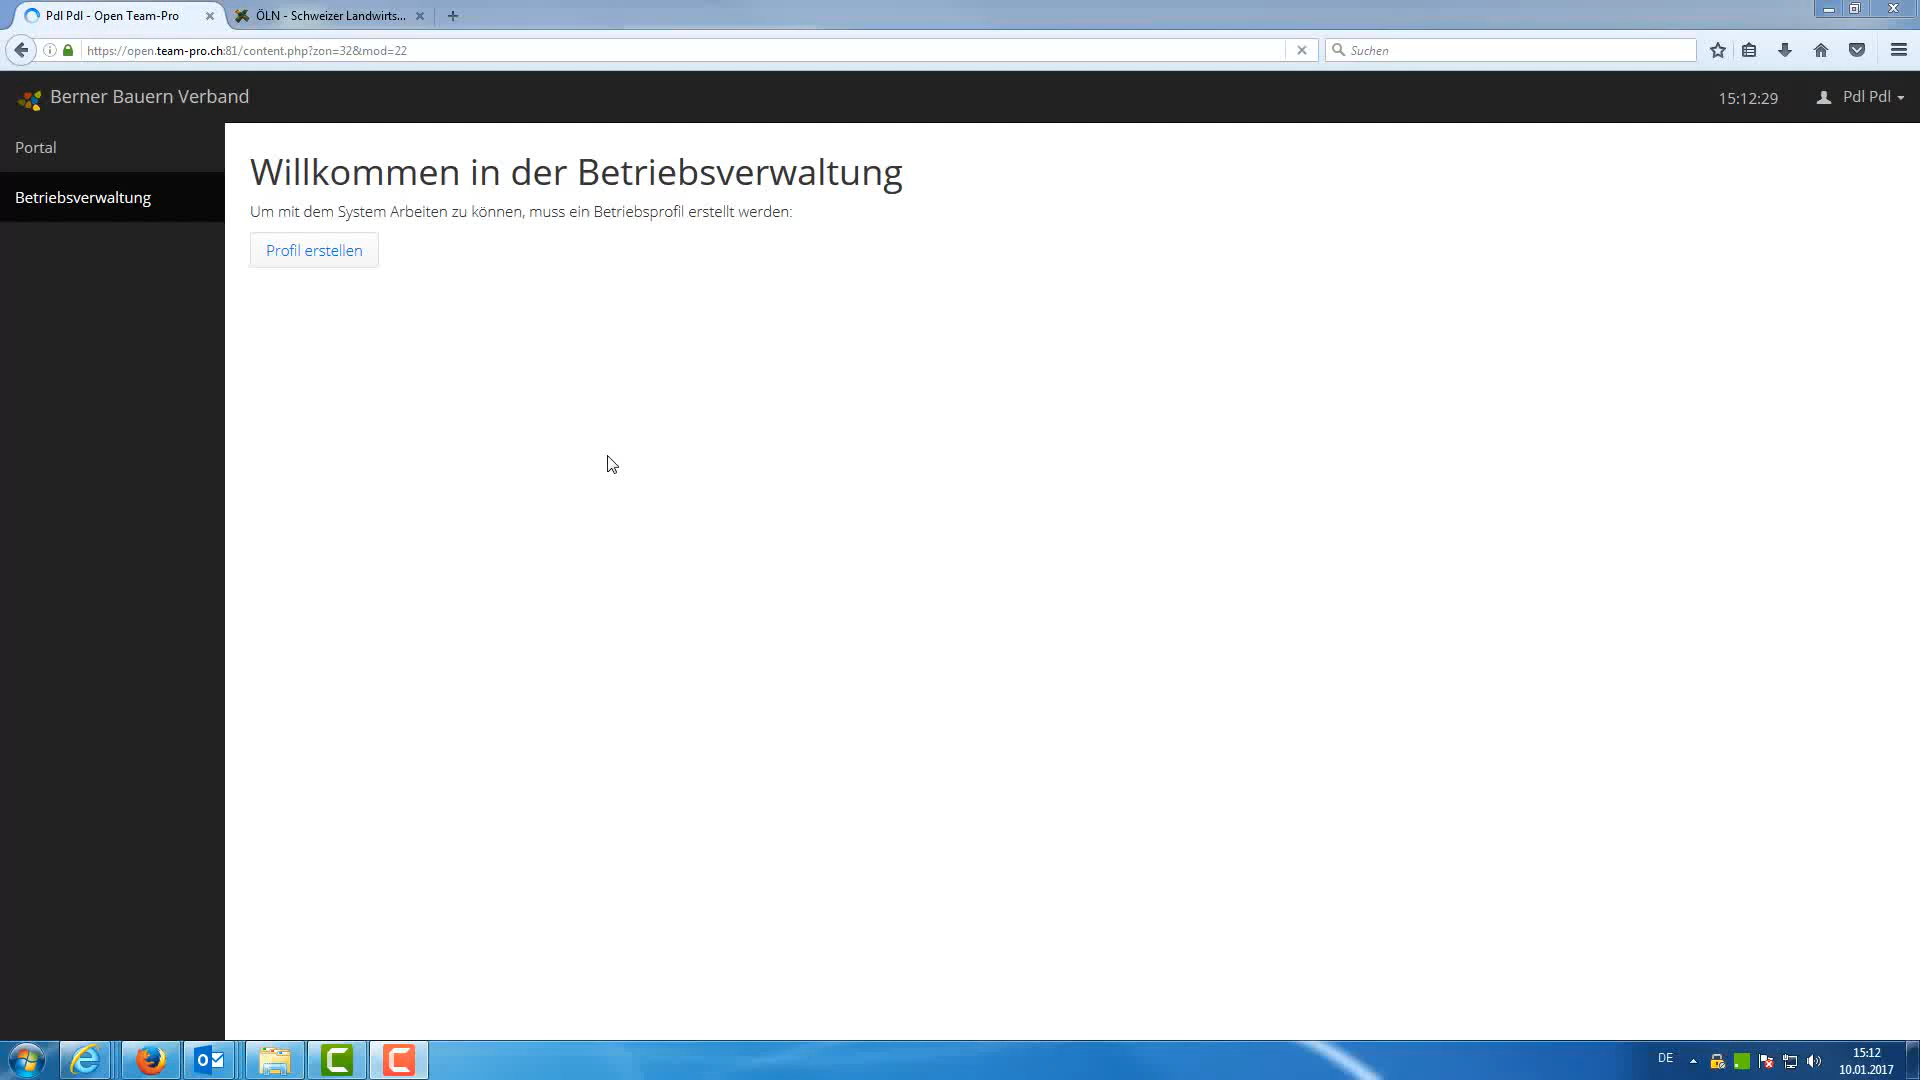 Pdl Pdl - Open Team-Pro
ÖLN - Schweizer Landwirts...
https://open.team-pro.ch:81/content.php?zon=32&mod=22
Suchen
Berner Bauern Verband
15:12:29
Pdl Pdl
Portal
Betriebsverwaltung
Willkommen in der Betriebsverwaltung
Um mit dem System Arbeiten zu können, muss ein Betriebsprofil erstellt werden:
Profil erstellen
DE
15:12
10.01.2017